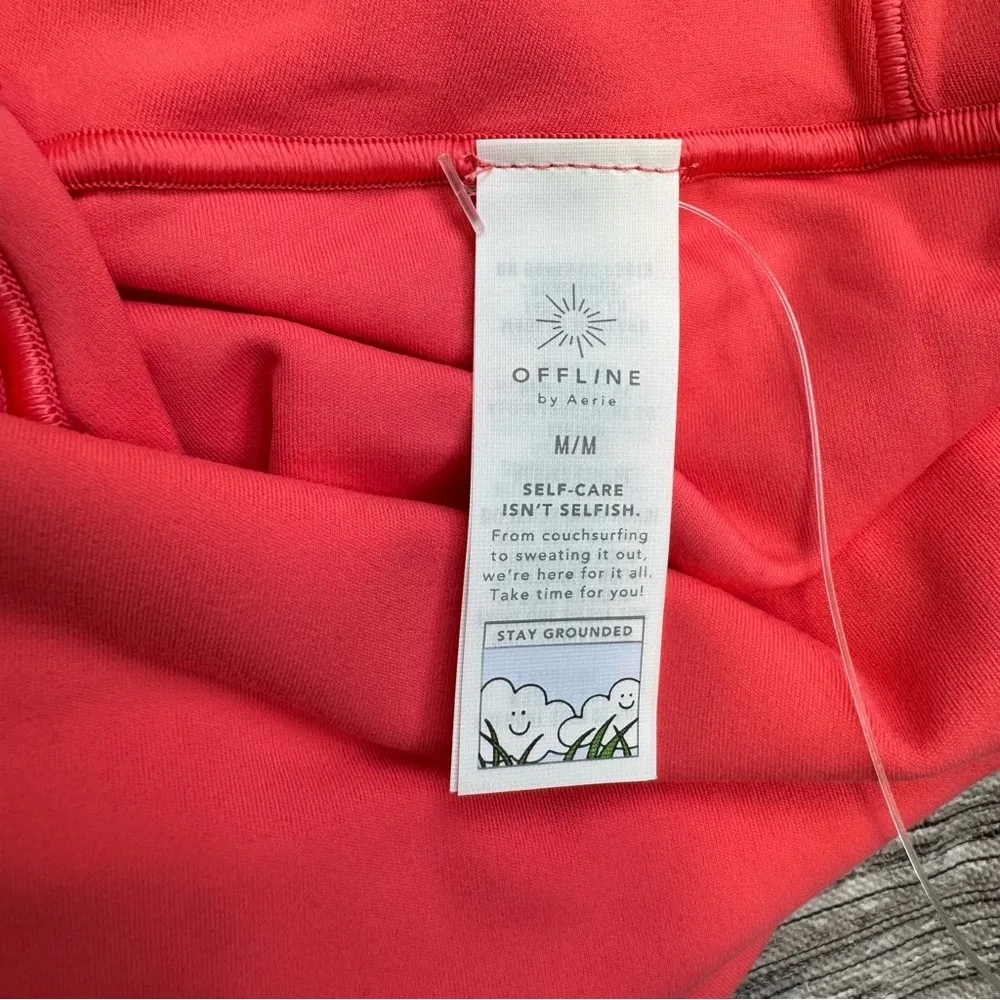 OFFLINE
by Aerie
M/M
SELF-CARE
ISN'T SELFISH.
From couchsurfing
to sweating it out,
we're here for it all.
Take time for you!
STAY GROUNDED